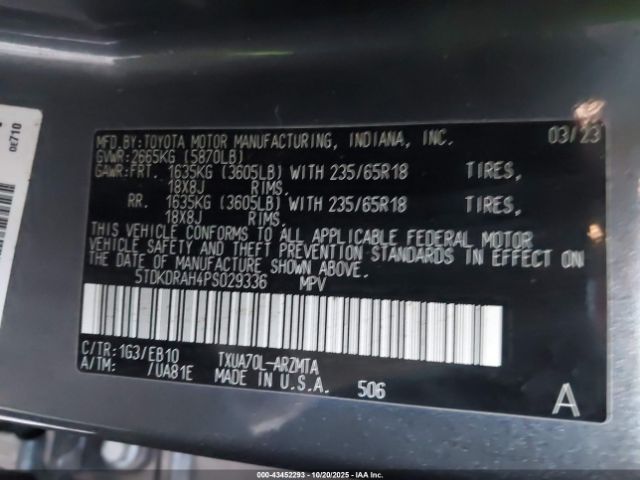 0E710
MFD.BY:TOYOTA MOTOR MANUFACTURING, INDIANA, INC. 03/23
GVWR:2665KG (5870LB)
GAWR:FRT. 1635KG (3605LB) WITH 235/65R18 TIRES,
18X8J RIMS.
RR. 1635KG (3605LB) WITH 235/65R18 TIRES,
18X8J RIMS.
THIS VEHICLE CONFORMS TO ALL APPLICABLE FEDERAL MOTOR
VEHICLE SAFETY AND THEFT PREVENTION STANDARDS IN EFFECT ON
THE DATE OF MANUFACTURE SHOWN ABOVE.
5TDKDRAH4PS029336 MPV
C/TR:1G3/EB10 TXUA70L-ARZMTA
A/TM: /UA81E MADE IN U.S.A. 506 A
000-43452293 - 10/20/2025 - IAAI.COM